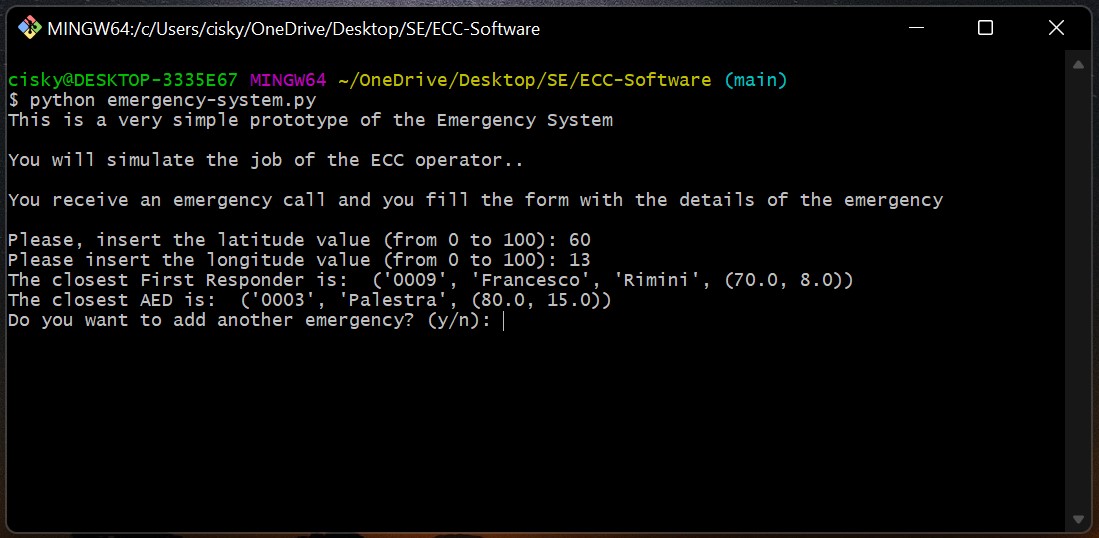 MINGW64:/c/Users/cisky/OneDrive/Desktop/SE/ECC-Software
cisky@DESKTOP-3335E67 MINGW64 ~/OneDrive/Desktop/SE/ECC-Software (main)
$ python emergency-system.py
This is a very simple prototype of the Emergency System
You will simulate the job of the ECC operator..
You receive an emergency call and you fill the form with the details of the emergency
Please, insert the latitude value (from 0 to 100): 60
Please insert the longitude value (from 0 to 100): 13
The closest First Responder is:  ('0009', 'Francesco', 'Rimini', (70.0, 8.0))
The closest AED is:  ('0003', 'Palestra', (80.0, 15.0))
Do you want to add another emergency? (y/n):